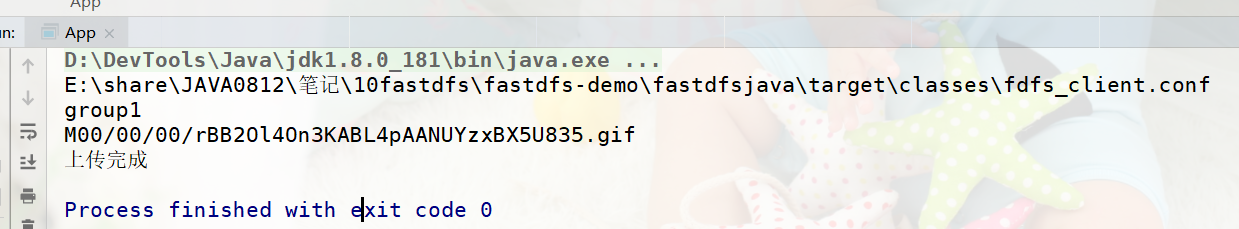 App
un:
App
D:\DevTools\Java\jdk1.8.0_181\bin\java.exe ...
E:\share\JAVA0812\笔记\10fastdfs\fastdfs-demo\fastdfsjava\target\classes\fdfs_client.conf
group1
M00/00/00/rBB2Ol4On3KABL4pAANUYzxBX5U835.gif
上传完成
Process finished with exit code 0